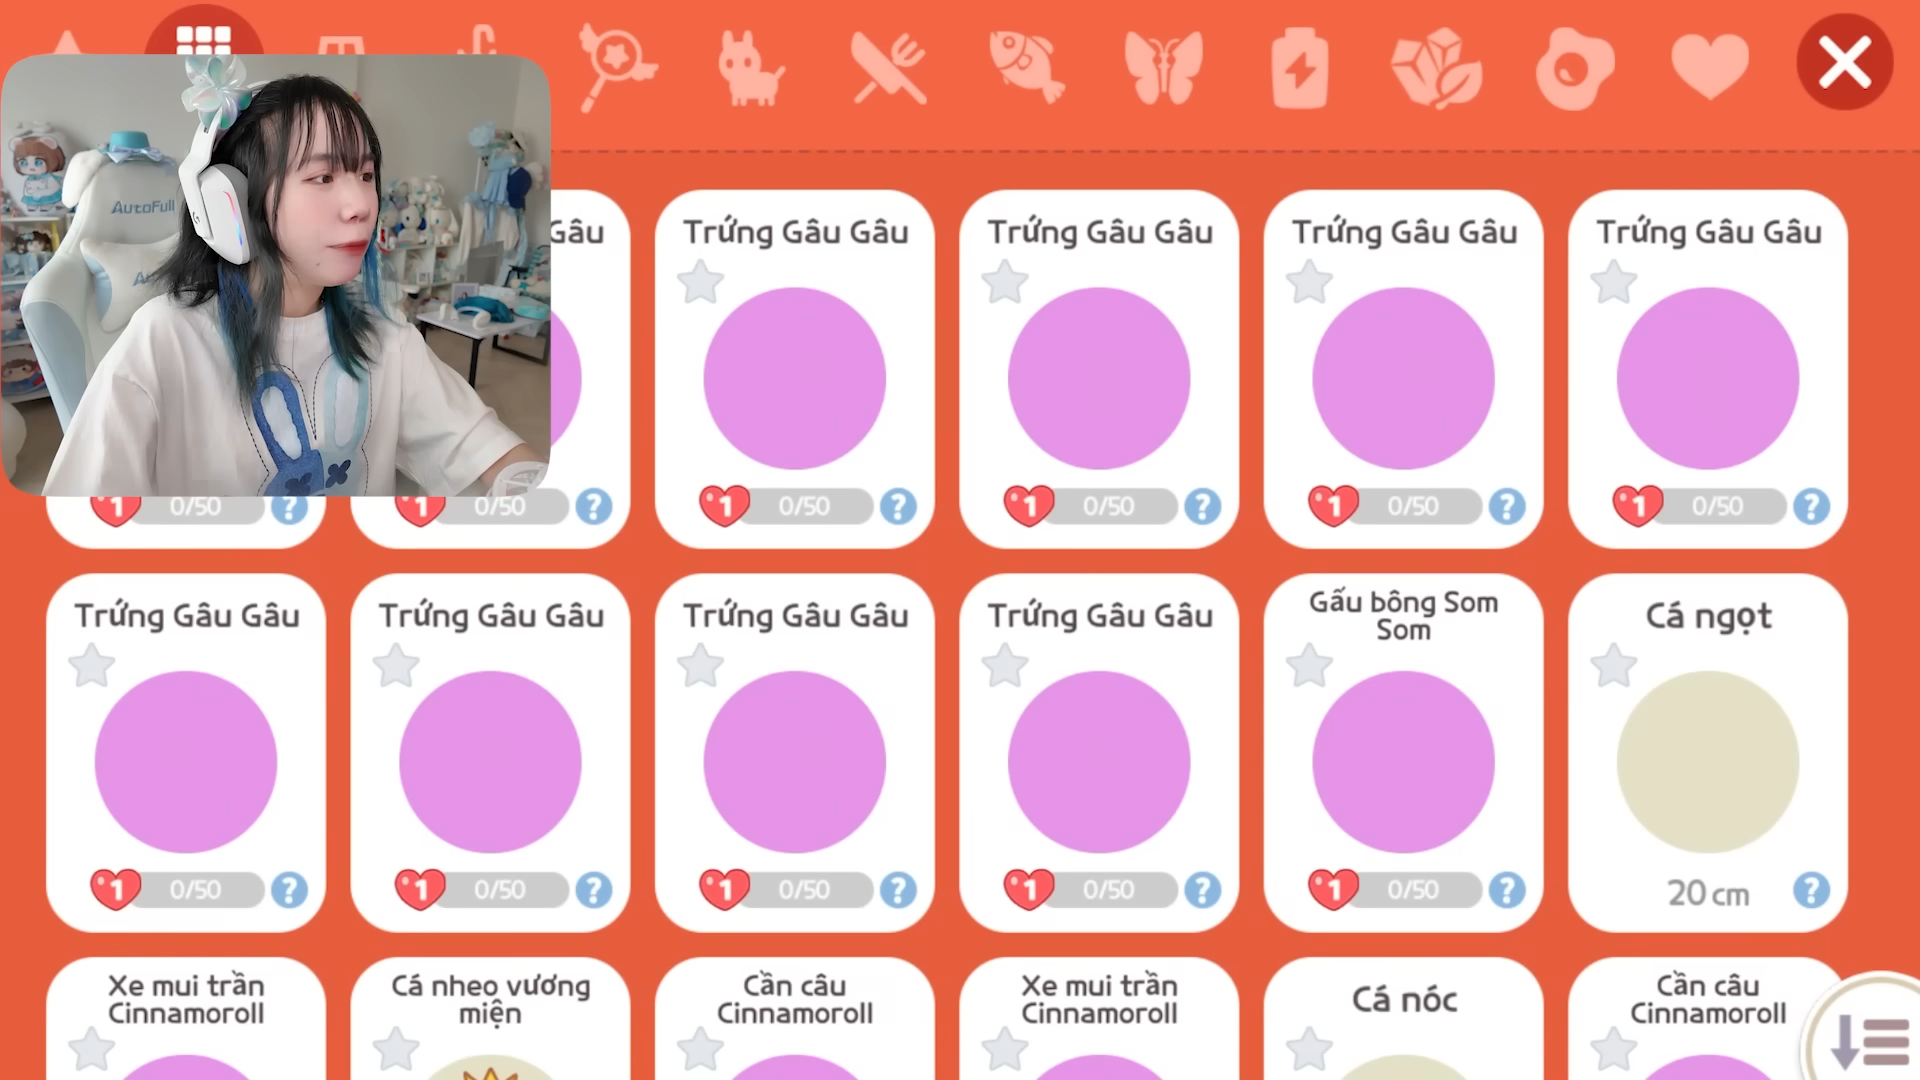 AutoFull
Gâu
Trứng Gâu Gâu
Trứng Gâu Gâu
Trứng Gâu Gâu
Trứng Gâu Gâu
1 0/50 ?
1 0/50 ?
1 0/50 ?
1 0/50 ?
1 0/50 ?
1 0/50 ?
Trứng Gâu Gâu
Trứng Gâu Gâu
Trứng Gâu Gâu
Trứng Gâu Gâu
Gấu bông Som
Som
Cá ngọt
1 0/50 ?
1 0/50 ?
1 0/50 ?
1 0/50 ?
1 0/50 ?
20 cm ?
Xe mui trần
Cinnamoroll
Cá nheo vương
miện
Cần câu
Cinnamoroll
Xe mui trần
Cinnamoroll
Cá nóc
Cần câu
Cinnamoroll